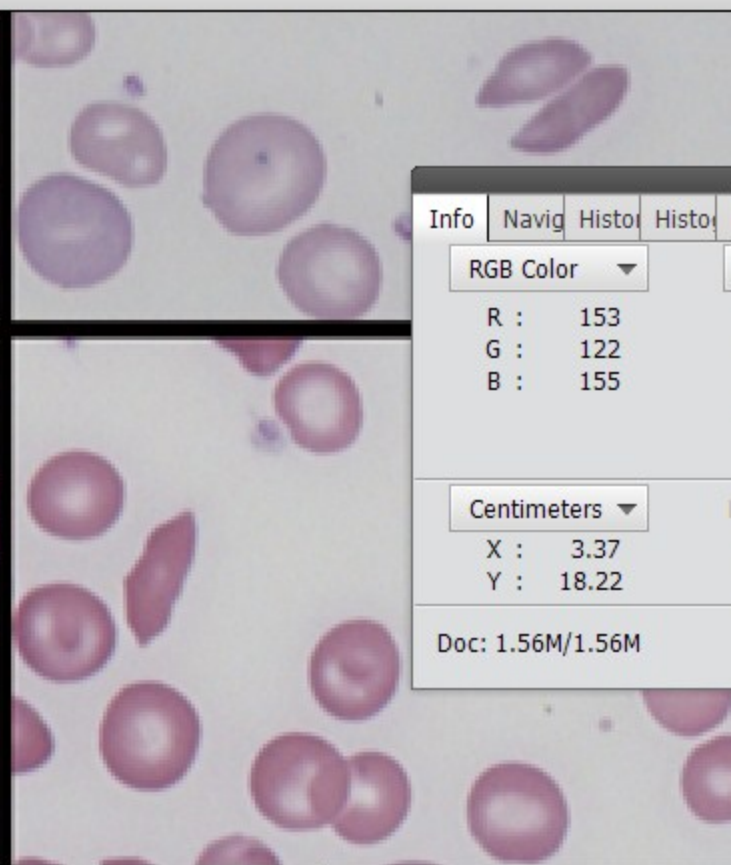 Info Navig Histo Histo
RGB Color
R : 153
G : 122
B : 155
Centimeters
X : 3.37
Y : 18.22
Doc: 1.56M/1.56M